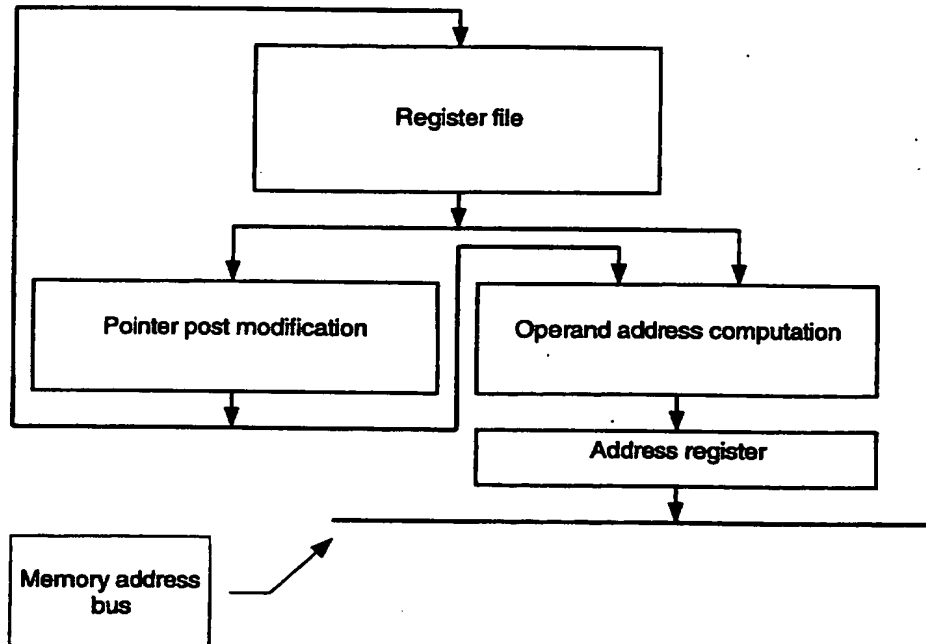 Register file
Pointer post modification
Operand address computation
Address register
Memory address
bus